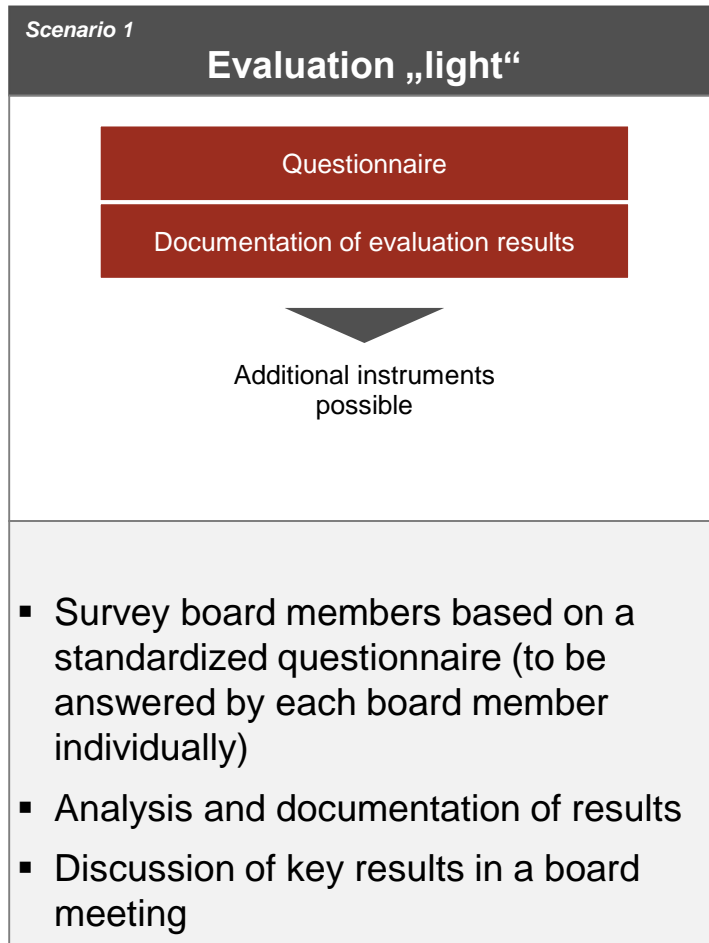 Scenario 1
Evaluation „light“
Questionnaire
Documentation of evaluation results
Additional instruments
possible
▪ Survey board members based on a
standardized questionnaire (to be
answered by each board member
individually)
▪ Analysis and documentation of results
▪ Discussion of key results in a board
meeting